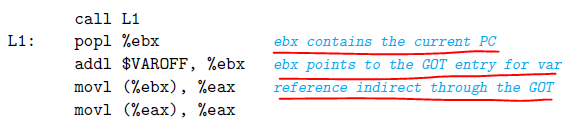 call L1
L1: popl %ebx ebx contains the current PC
addl $VAROFF, %ebx ebx points to the GOT entry for var
movl (%ebx), %eax reference indirect through the GOT
movl (%eax), %eax